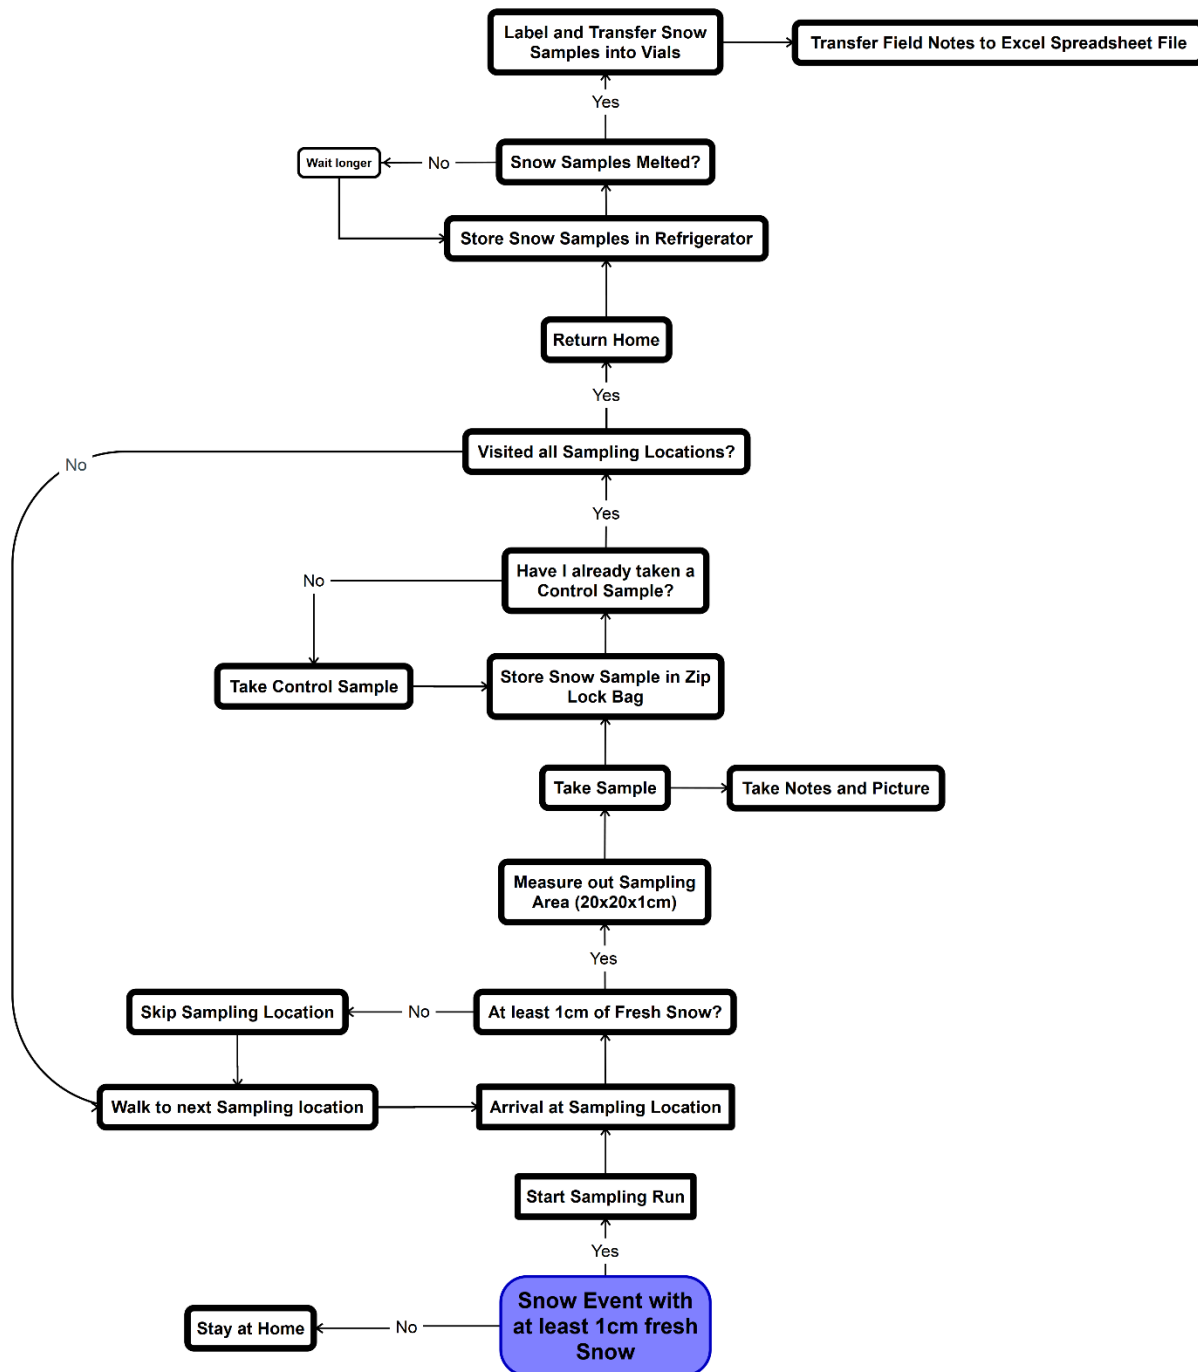 Label and Transfer Snow
Samples into Vials
Transfer Field Notes to Excel Spreadsheet File
Yes
Wait longer
No
Snow Samples Melted?
Store Snow Samples in Refrigerator
Return Home
Yes
Visited all Sampling Locations?
No
Yes
Have I already taken a
Control Sample?
No
Take Control Sample
Store Snow Sample in Zip
Lock Bag
Take Sample
Take Notes and Picture
Measure out Sampling
Area (20x20x1cm)
Yes
Skip Sampling Location
No
At least 1cm of Fresh Snow?
Walk to next Sampling location
Arrival at Sampling Location
Start Sampling Run
Yes
Snow Event with
at least 1cm fresh
Snow
No
Stay at Home